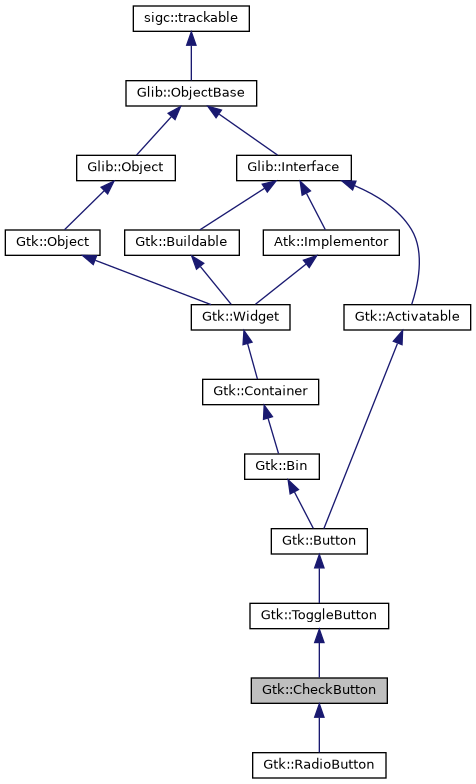 sigc::trackable
Glib::ObjectBase
Glib::Object
Glib::Interface
Gtk::Object
Gtk::Buildable
Atk::Implementor
Gtk::Widget
Gtk::Activatable
Gtk::Container
Gtk::Bin
Gtk::Button
Gtk::ToggleButton
Gtk::CheckButton
Gtk::RadioButton